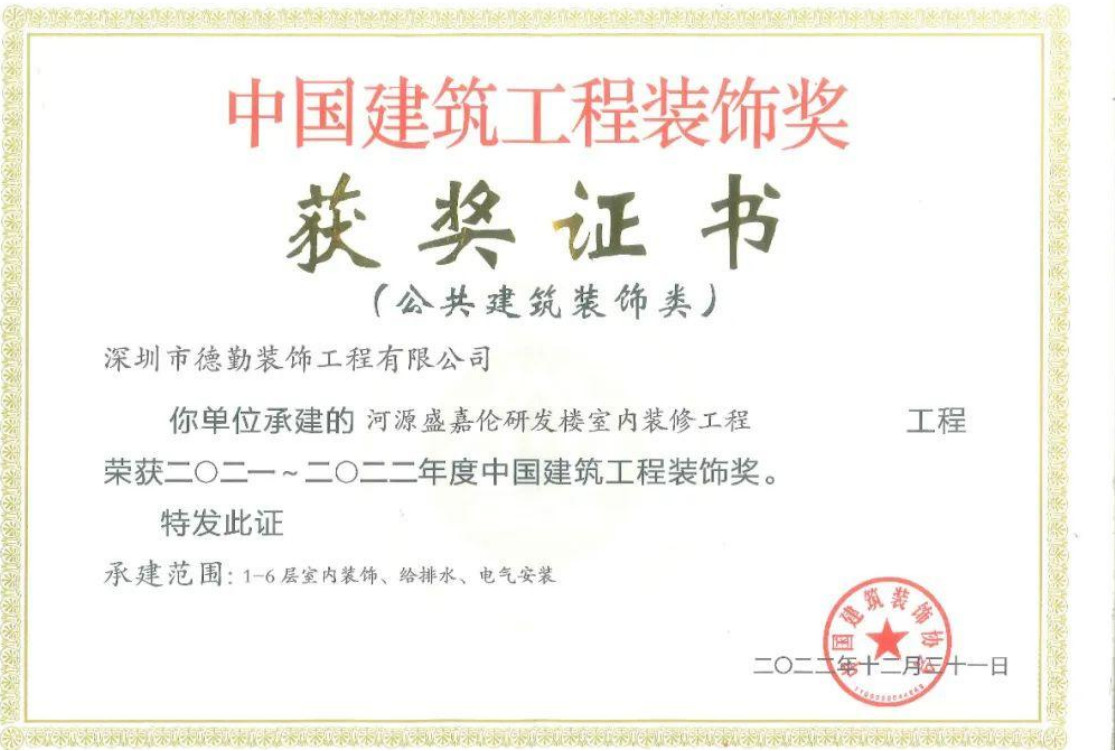 中国建筑工程装饰奖
获奖证书
(公共建筑装饰类)
深圳市德勤装饰工程有限公司
你单位承建的 河源盛嘉伦研发楼室内装修工程 工程
荣获二〇二一~二〇二二年度中国建筑工程装饰奖。
特发此证
承建范围: 1-6层室内装饰、给排水、电气安装
中国建筑装饰协会
二〇二二年十二月三十一日